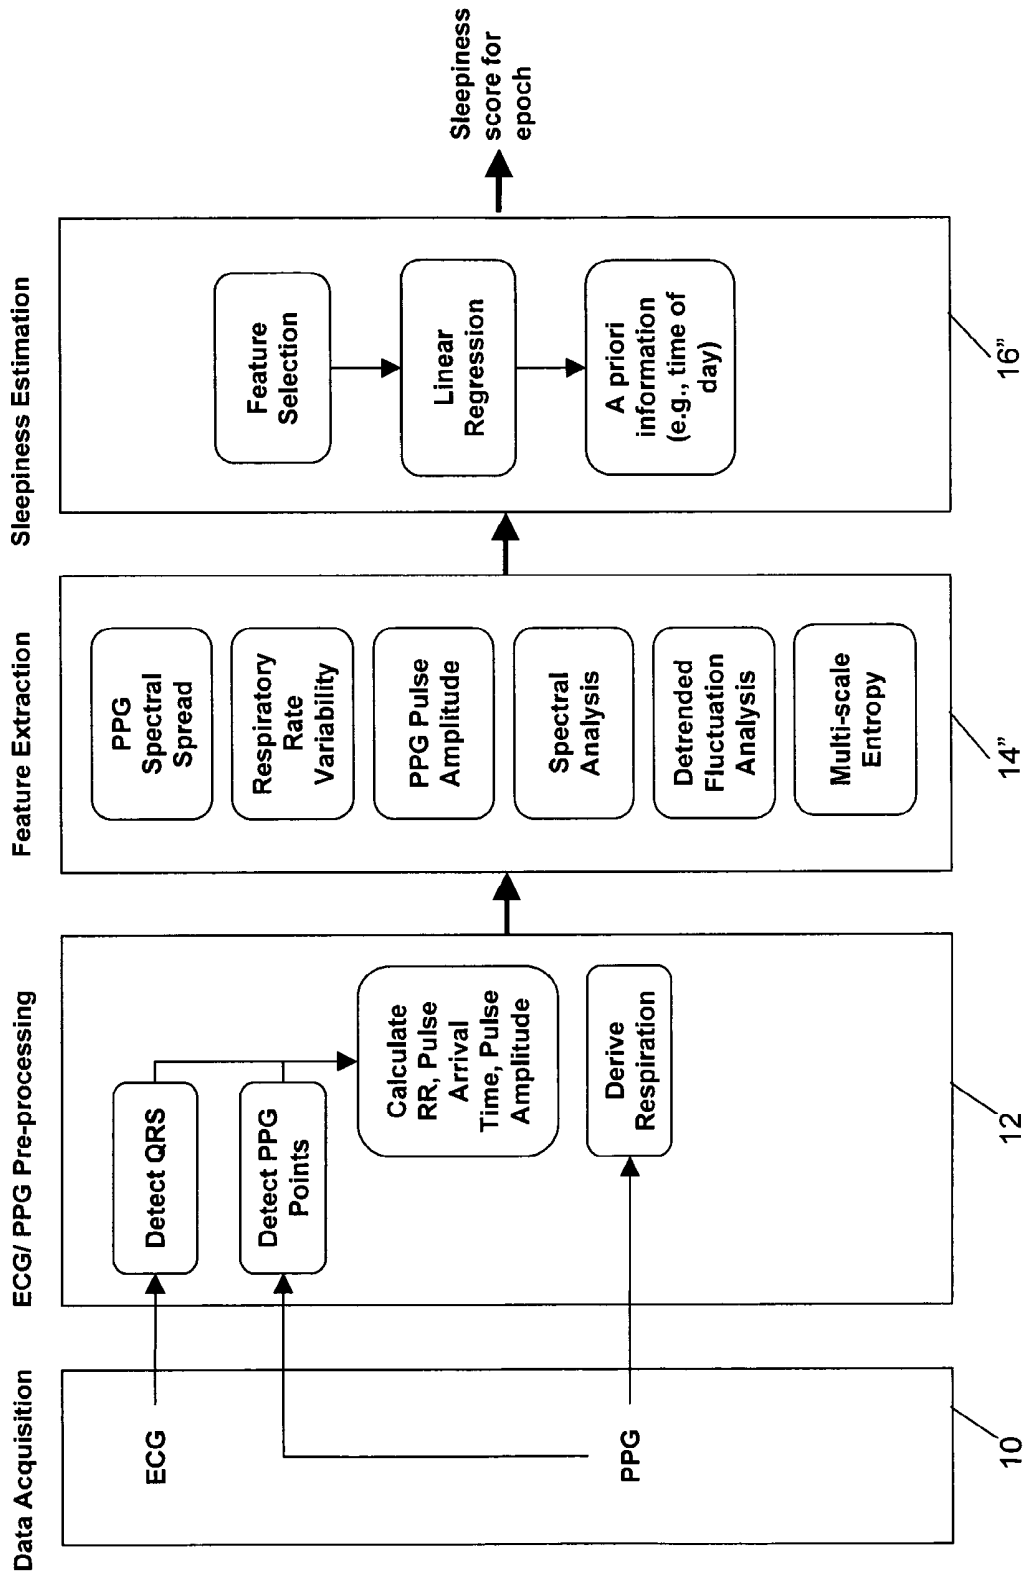 Data Acquisition
ECG
PPG
10
ECG/ PPG Pre-processing
Detect QRS
Detect PPG
Points
Calculate
RR, Pulse
Arrival
Time, Pulse
Amplitude
Derive
Respiration
12
Feature Extraction
PPG
Spectral
Spread
Respiratory
Rate
Variability
PPG Pulse
Amplitude
Spectral
Analysis
Detrended
Fluctuation
Analysis
Multi-scale
Entropy
14”
Sleepiness Estimation
Feature
Selection
Linear
Regression
A priori
information
(e.g., time of
day)
16”
Sleepiness
score for
epoch